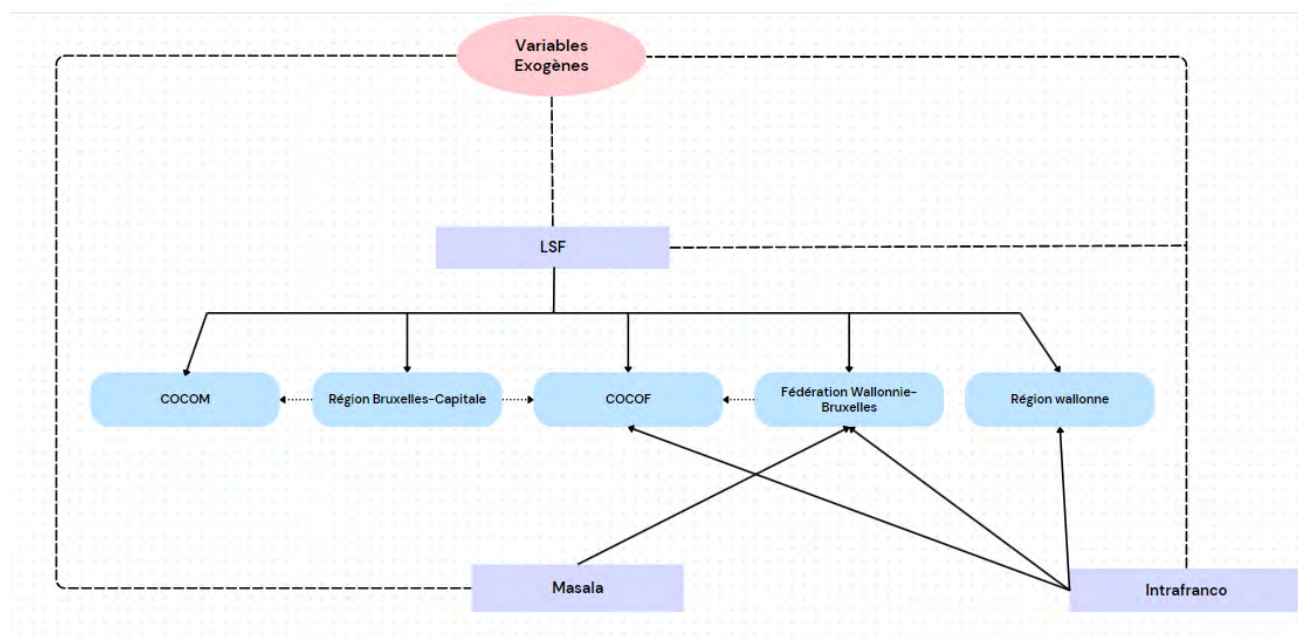 Variables
Exogènes
LSF
COCOM
Région Bruxelles-Capitale
COCOF
Fédération Wallonie-
Bruxelles
Région wallonne
Masala
Intrafranco